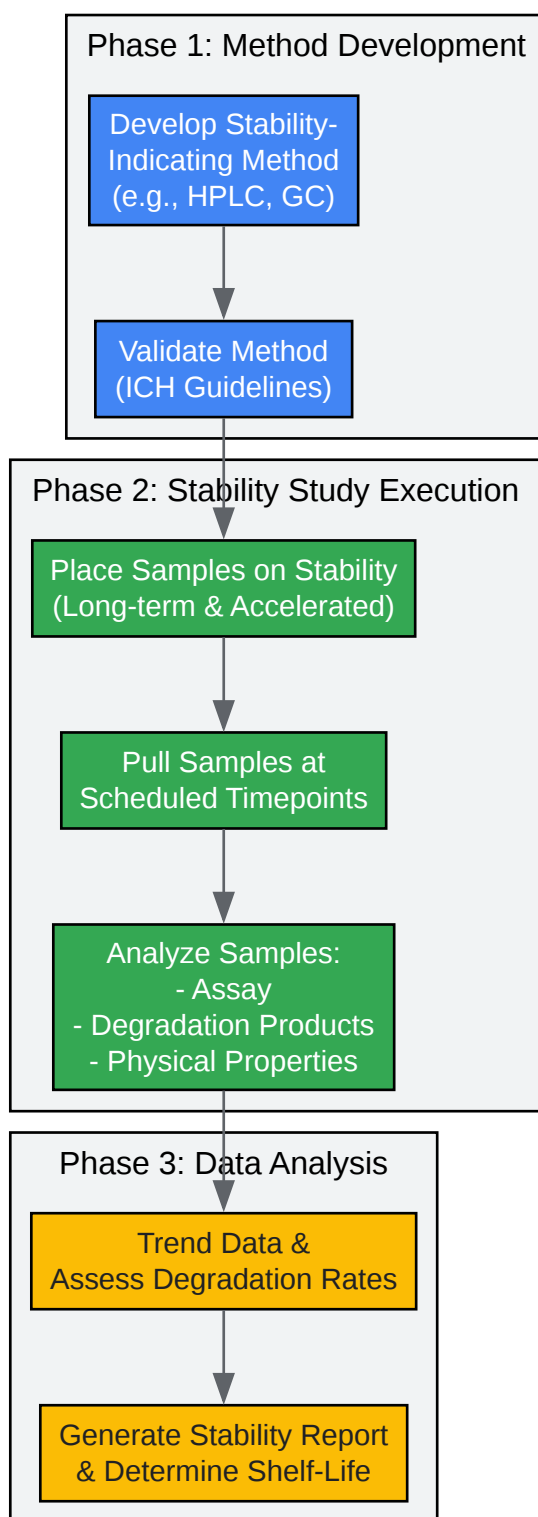 Phase 1: Method Development
Develop Stability-
Indicating Method
(e.g., HPLC, GC)
Validate Method
(ICH Guidelines)
Phase 2: Stability Study Execution
Place Samples on Stability
(Long-term & Accelerated)
Pull Samples at
Scheduled Timepoints
Analyze Samples:
- Assay
- Degradation Products
- Physical Properties
Phase 3: Data Analysis
Trend Data &
Assess Degradation Rates
Generate Stability Report
& Determine Shelf-Life